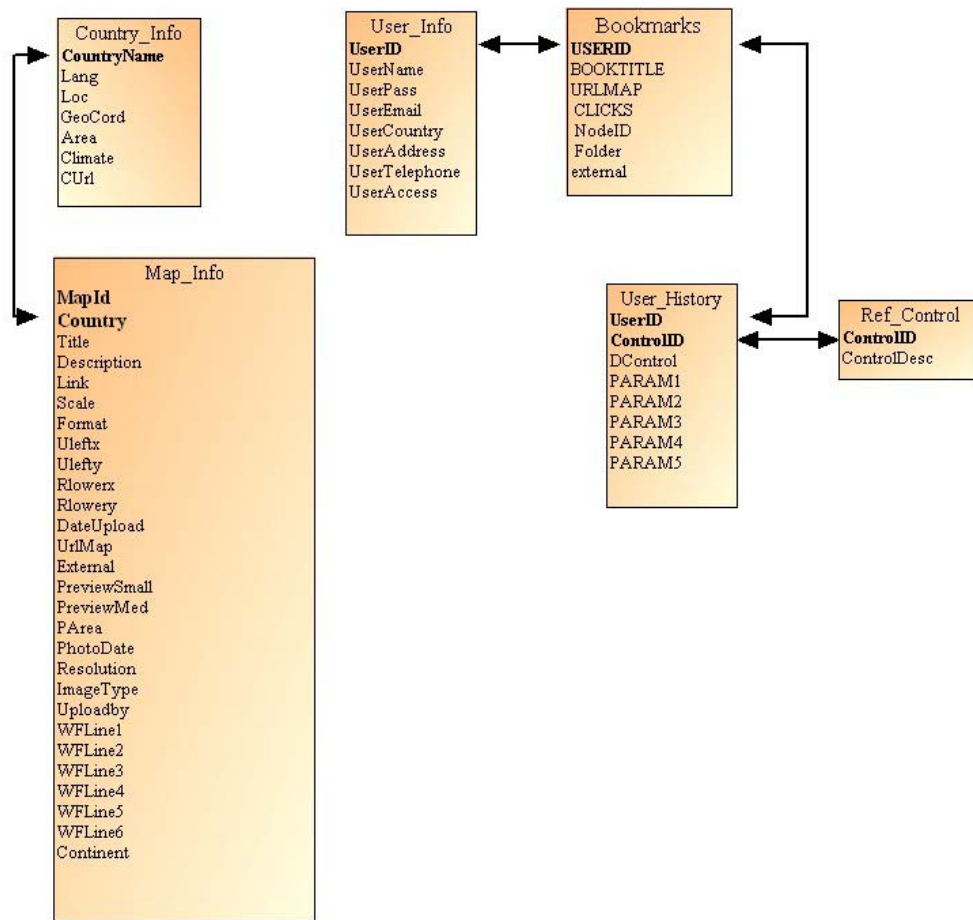 Country_Info
CountryName
Lang
Loc
GeoCord
Area
Climate
CUrl
User_Info
UserID
UserName
UserPass
UserEmail
UserCountry
UserAddress
UserTelephone
UserAccess
Bookmarks
USERID
BOOKTITLE
URLMAP
CLICKS
NodeID
Folder
external
Map_Info
MapId
Country
Title
Description
Link
Scale
Format
Uleftx
Ulefty
Rlowerx
Rlowery
DateUpload
UrlMap
External
PreviewSmall
PreviewMed
PArea
PhotoDate
Resolution
ImageType
Uploadby
WFLine1
WFLine2
WFLine3
WFLine4
WFLine5
WFLine6
Continent
User_History
UserID
ControlID
DControl
PARAM1
PARAM2
PARAM3
PARAM4
PARAM5
Ref_Control
ControlID
ControlDesc